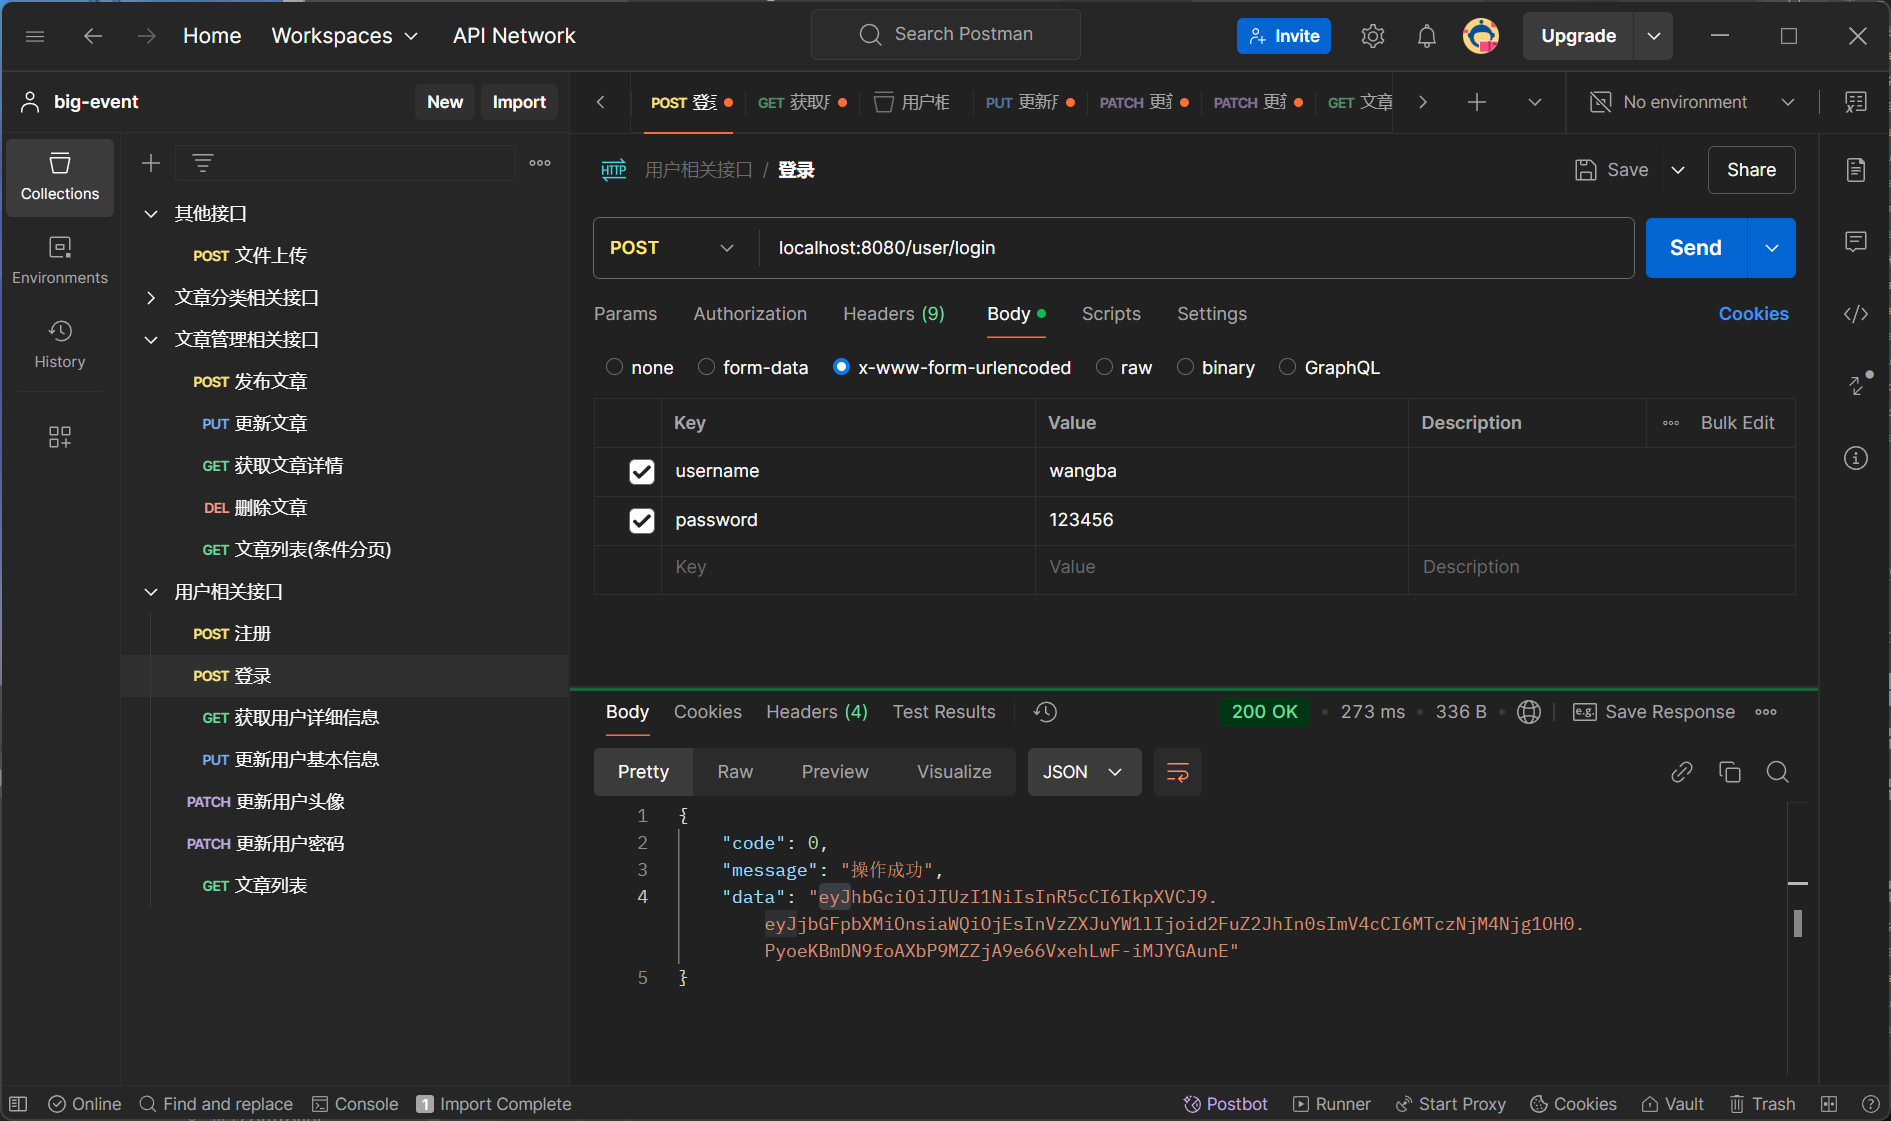 Home Workspaces API Network Search Postman Invite Upgrade
big-event New Import
POST 登录 GET 获取 用户相 PUT 更新 PATCH 更新 PATCH 更新 GET 文章 No environment
Collections
Environments
History
其他接口
POST 文件上传
文章分类相关接口
文章管理相关接口
POST 发布文章
PUT 更新文章
GET 获取文章详情
DEL 删除文章
GET 文章列表(条件分页)
用户相关接口
POST 注册
POST 登录
GET 获取用户详细信息
PUT 更新用户基本信息
PATCH 更新用户头像
PATCH 更新用户密码
GET 文章列表
HTTP 用户相关接口 / 登录 Save Share
POST localhost:8080/user/login Send
Params Authorization Headers (9) Body Scripts Settings Cookies
none form-data x-www-form-urlencoded raw binary GraphQL
Key Value Description Bulk Edit
username wangba
password 123456
Key Value Description
Body Cookies Headers (4) Test Results 200 OK 273 ms 336 B e.g. Save Response
Pretty Raw Preview Visualize JSON
1 {
2 "code": 0,
3 "message": "操作成功",
4 "data": "eyJhbGciOiJIUzI1NiIsInR5cCI6IkpXVCJ9.
eyJjbGFpbXMiOnsiaWQiOjEsInVzZXJuYW1lIjoid2FuZ2JhIn0sImV4cCI6MTczNjM4Njg1OH0.
PyoeKBmDN9foAXbP9MZZjA9e66VxehLwF-iMJYGAunE"
5 }
Online Find and replace Console 1 Import Complete Postbot Runner Start Proxy Cookies Vault Trash